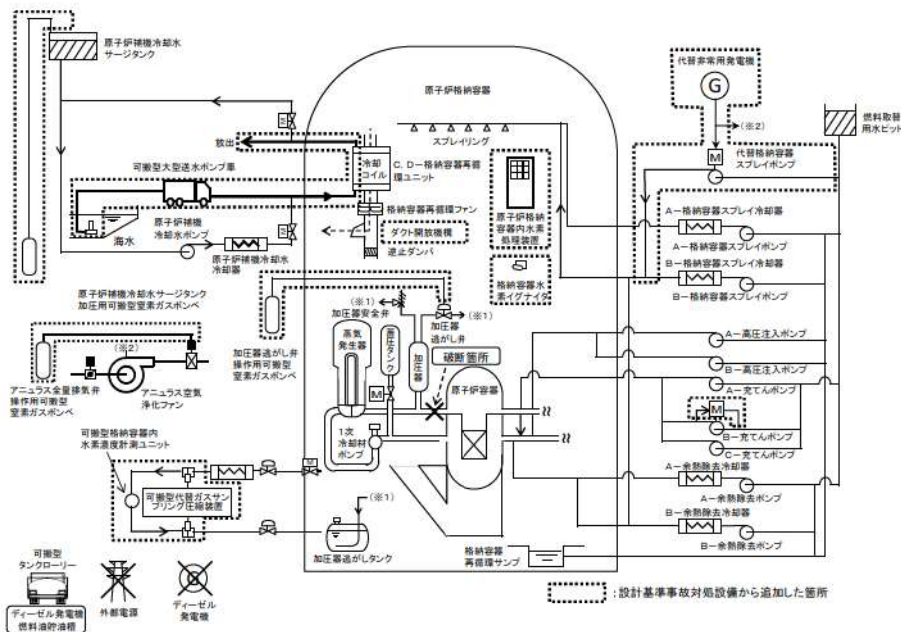 原子炉補機冷却水
サージタンク
原子炉格納容器
代替非常用発電機
G
(※2)
燃料取替
用水ピット
M
スプレイリング
放出
M
代替格納容器
スプレイポンプ
可搬型大型送水ポンプ車
冷却
コイル
C, D-格納容器再循
環ユニット
A-格納容器スプレイ冷却器
原子炉格納
容器内水素
処理装置
格納容器再循環ファン
海水
原子炉補機
冷却水ポンプ
M
ダクト開放機構
A-格納容器スプレイポンプ
原子炉補機冷却水
冷却器
逆止ダンパ
B-格納容器スプレイ冷却器
格納容器水
素イグナイタ
B-格納容器スプレイポンプ
原子炉補機冷却水サージタンク
加圧用可搬型窒素ガスボンベ
(※1)
加圧器安全弁
(※1)
加圧器
逃がし弁
蒸気
発生器
蓄圧タンク
加圧器
破断箇所
A-高圧注入ポンプ
(※2)
加圧器逃がし弁
操作用可搬型
窒素ガスボンベ
原子炉容器
B-高圧注入ポンプ
アニュラス全量排気弁
操作用可搬型
窒素ガスボンベ
アニュラス空気
浄化ファン
M
A-充てんポンプ
M
B-充てんポンプ
1次
冷却材
ポンプ
C-充てんポンプ
可搬型格納容器内
水素濃度計測ユニット
M
A-余熱除去冷却器
可搬型代替ガスサン
プリング圧縮装置
(※1)
A-余熱除去ポンプ
B-余熱除去冷却器
加圧器逃がしタンク
格納容器
再循環サンプ
B-余熱除去ポンプ
可搬型
タンクローリー
ディーゼル発電機
燃料油貯油槽
外部電源
ディーゼル
発電機
:設計基準事故対処設備から追加した箇所